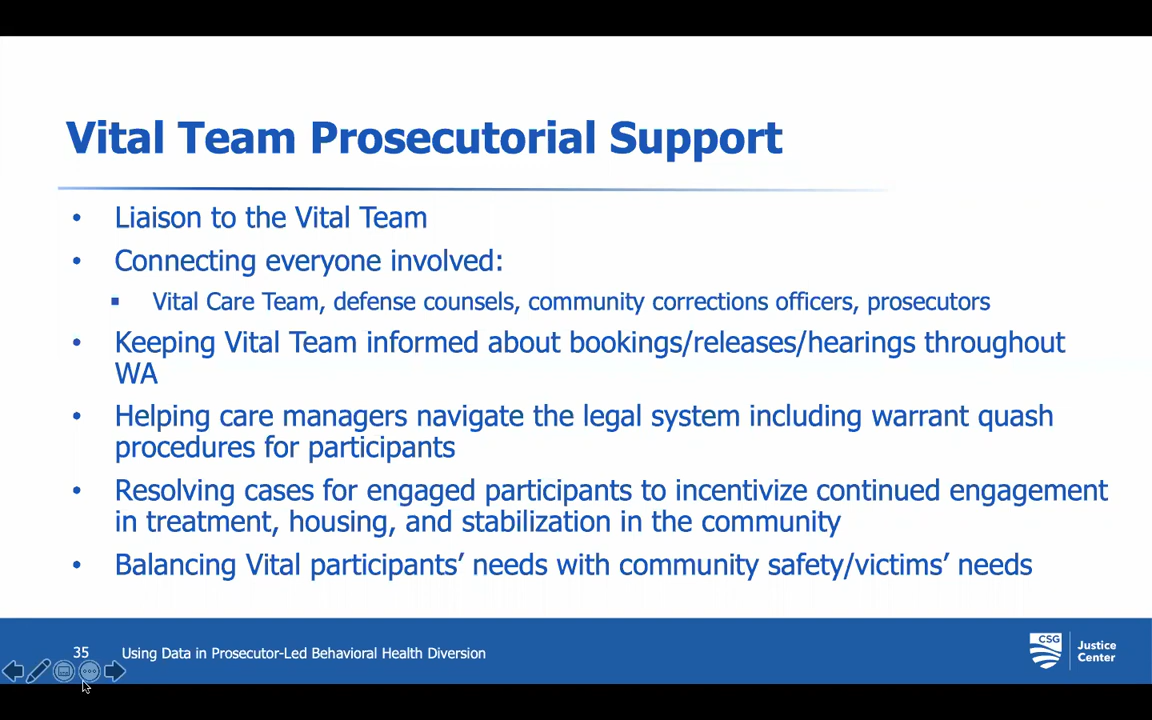 Vital Team Prosecutorial Support
• Liaison to the Vital Team
• Connecting everyone involved:
▪ Vital Care Team, defense counsels, community corrections officers, prosecutors
• Keeping Vital Team informed about bookings/releases/hearings throughout
WA
• Helping care managers navigate the legal system including warrant quash
procedures for participants
• Resolving cases for engaged participants to incentivize continued engagement
in treatment, housing, and stabilization in the community
• Balancing Vital participants’ needs with community safety/victims’ needs
35 Using Data in Prosecutor-Led Behavioral Health Diversion
CSG
Justice
Center